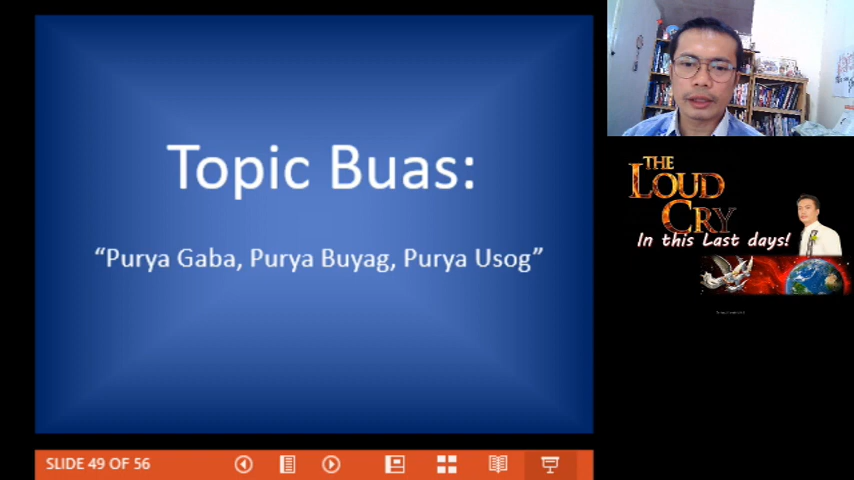 Topic Buas:
“Purya Gaba, Purya Buyag, Purya Usog”
SLIDE 49 OF 56
THE
LOUD
CRY
In this Last days!